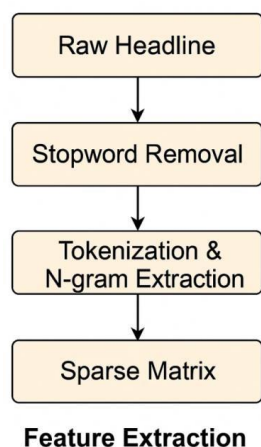 Raw Headline
Stopword Removal
Tokenization &
N-gram Extraction
Sparse Matrix
Feature Extraction